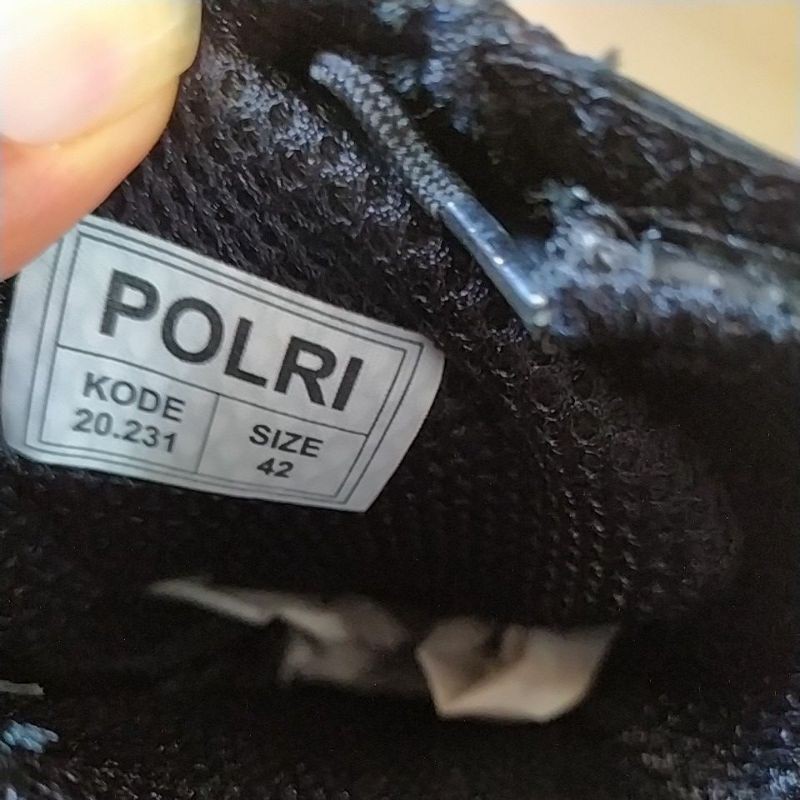 POLRI
KODE
20.231
SIZE
42